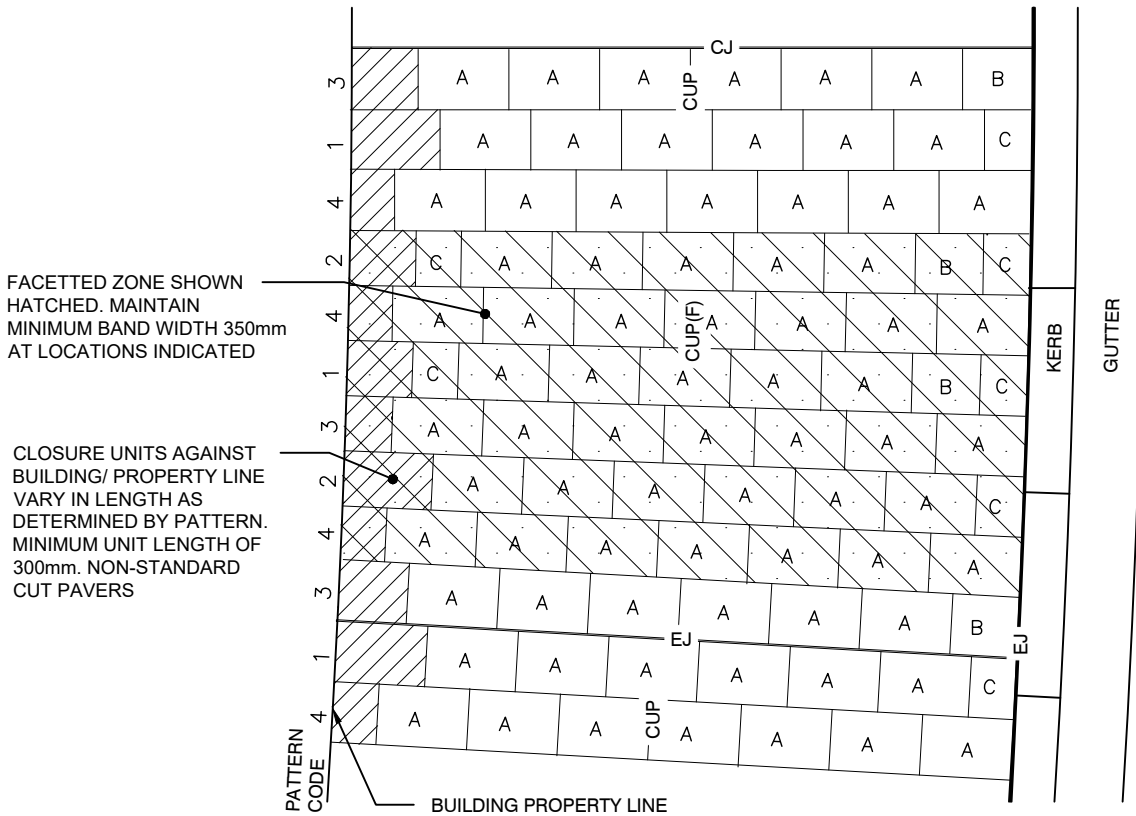 CJ
3 A A A A A A B
CUP
1 A A A A A A C
4 A A A A A A A
2 C A A A A A B C
FACETTED ZONE SHOWN
HATCHED. MAINTAIN
MINIMUM BAND WIDTH 350mm
AT LOCATIONS INDICATED
4 A A A A A A A
CUP(F)
KERB
GUTTER
1 C A A A A A B C
3 A A A A A A A
CLOSURE UNITS AGAINST
BUILDING/ PROPERTY LINE
VARY IN LENGTH AS
DETERMINED BY PATTERN.
MINIMUM UNIT LENGTH OF
300mm. NON-STANDARD
CUT PAVERS
2 A A A A A A C
4 A A A A A A A
3 A A A A A A B
EJ
EJ
1 A A A A A A C
CUP
4 A A A A A A A
PATTERN
CODE
BUILDING PROPERTY LINE